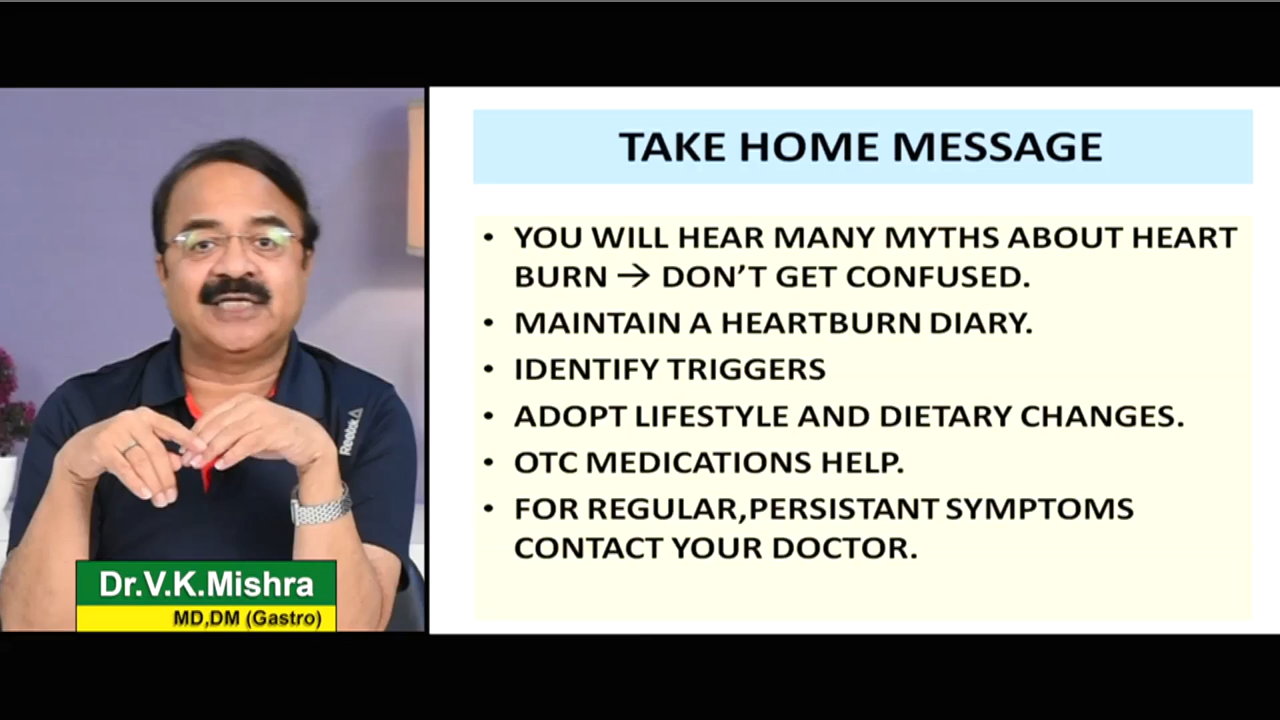 TAKE HOME MESSAGE
• YOU WILL HEAR MANY MYTHS ABOUT HEART
BURN → DON’T GET CONFUSED.
• MAINTAIN A HEARTBURN DIARY.
• IDENTIFY TRIGGERS
• ADOPT LIFESTYLE AND DIETARY CHANGES.
• OTC MEDICATIONS HELP.
• FOR REGULAR,PERSISTANT SYMPTOMS
CONTACT YOUR DOCTOR.
Reebok
Dr.V.K.Mishra
MD,DM (Gastro)